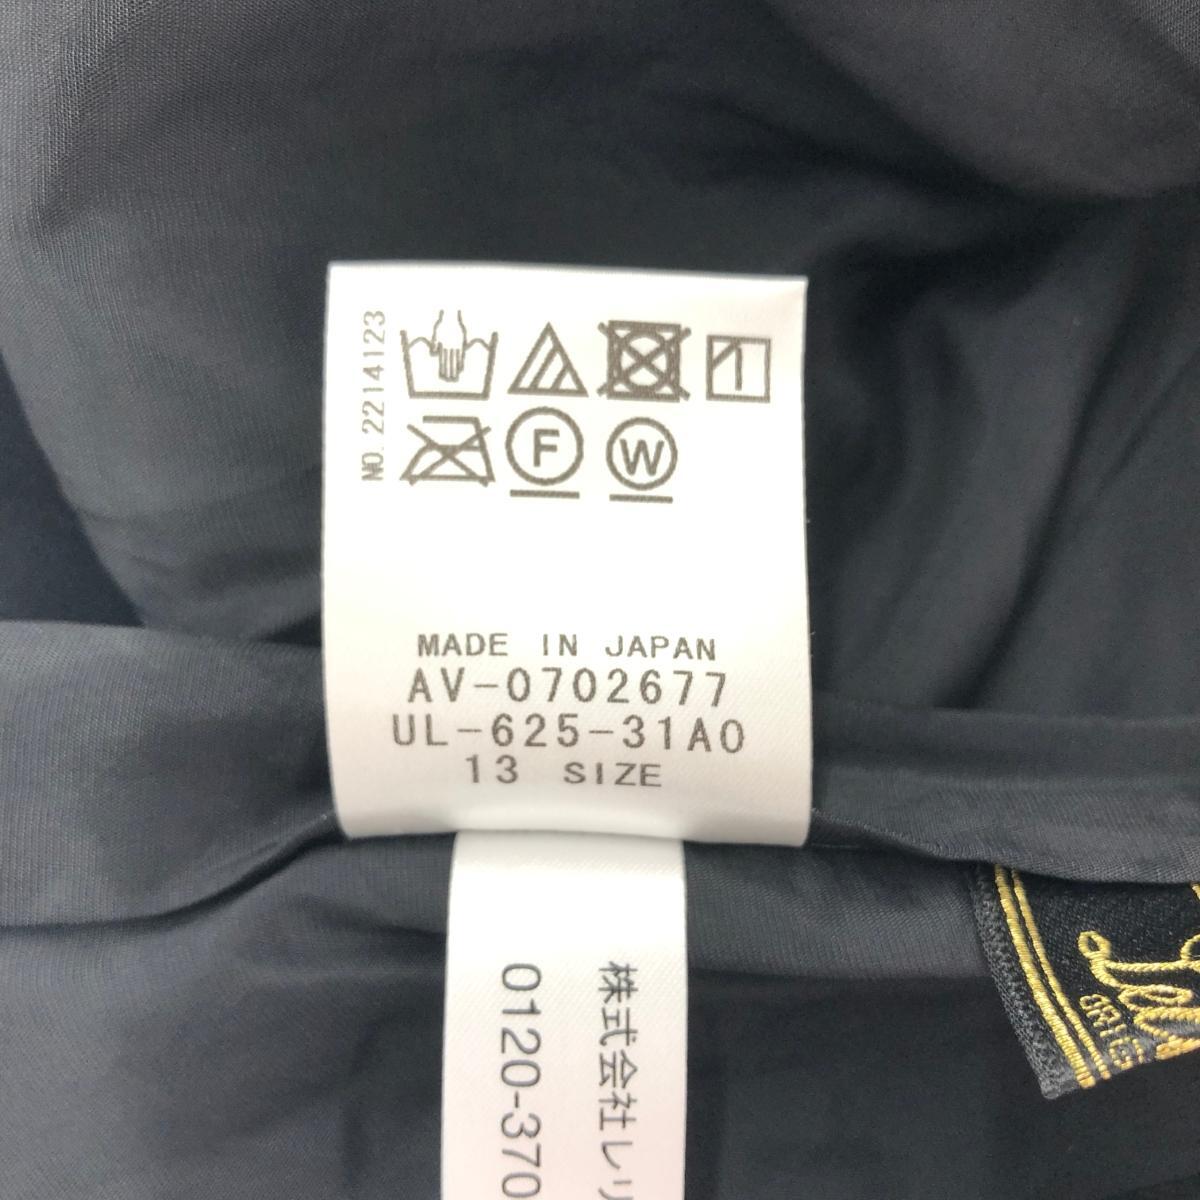 NO. 2214123
F
W
MADE IN JAPAN
AV-0702677
UL-625-31A0
13 SIZE
株式会社レリ
0120-370